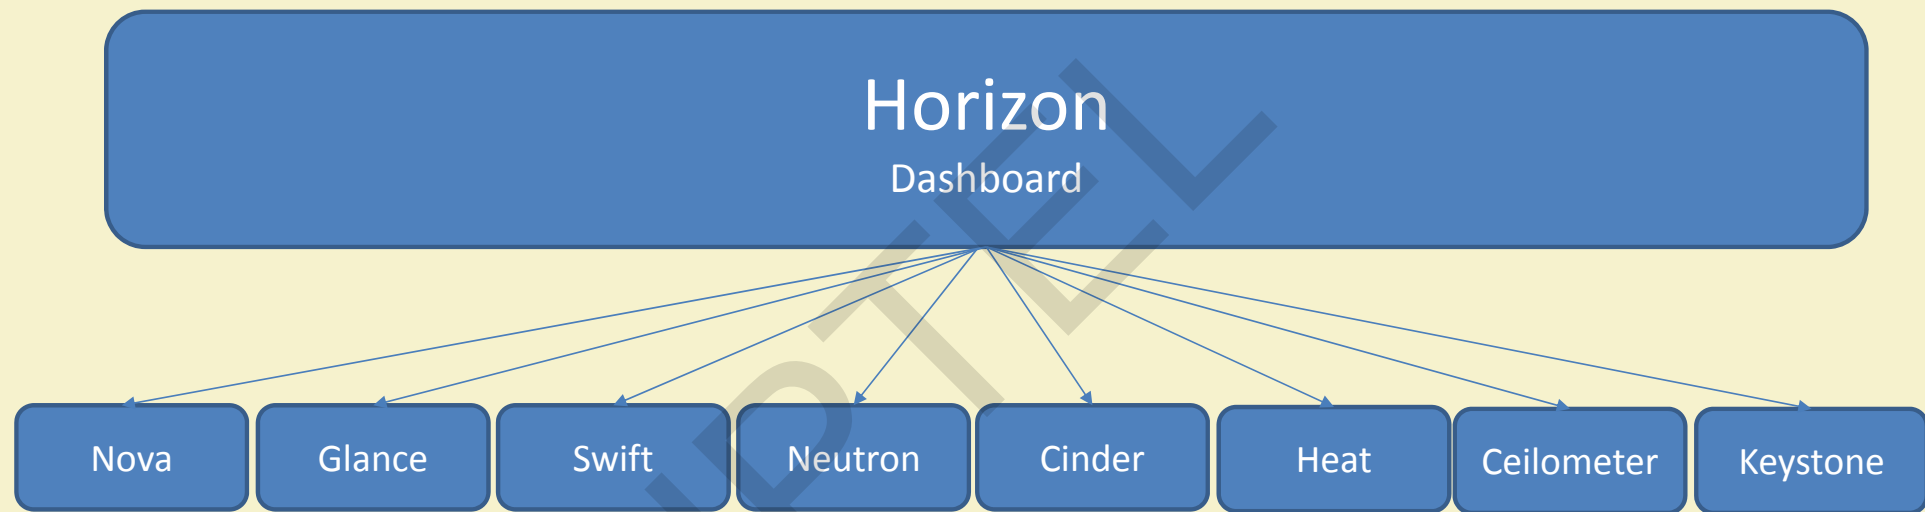 Horizon
Dashboard
Nova
Glance
Swift
Neutron
Cinder
Heat
Ceilometer
Keystone